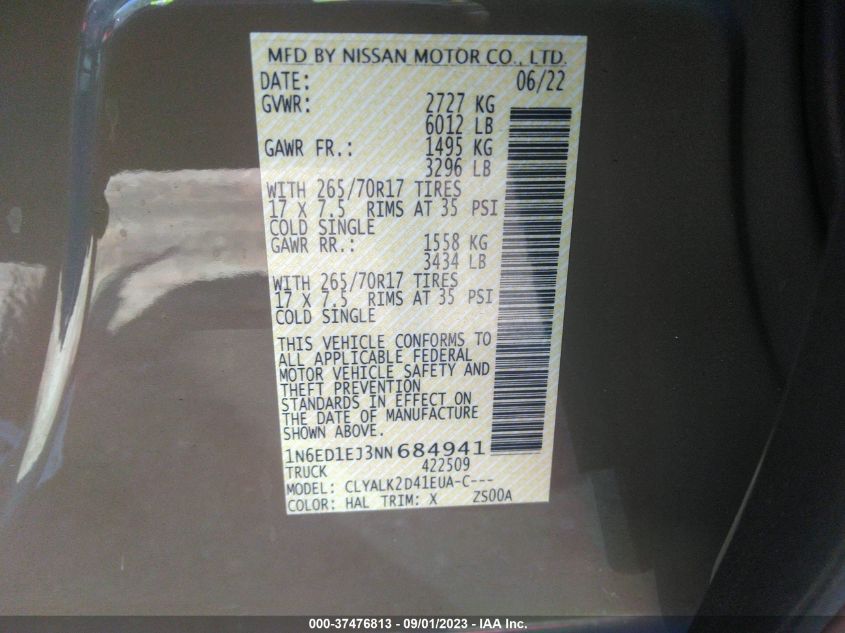 MFD BY NISSAN MOTOR CO., LTD.
DATE: 06/22
GVWR: 2727 KG
6012 LB
GAWR FR.: 1495 KG
3296 LB
WITH 265/70R17 TIRES
17 X 7.5 RIMS AT 35 PSI
COLD SINGLE
GAWR RR.: 1558 KG
3434 LB
WITH 265/70R17 TIRES
17 X 7.5 RIMS AT 35 PSI
COLD SINGLE
THIS VEHICLE CONFORMS TO
ALL APPLICABLE FEDERAL
MOTOR VEHICLE SAFETY AND
THEFT PREVENTION
STANDARDS IN EFFECT ON
THE DATE OF MANUFACTURE
SHOWN ABOVE.
1N6ED1EJ3NN684941
TRUCK 422509
MODEL: CLYALK2D41EUA-C---
COLOR: HAL TRIM: X ZS00A
000-37476813 - 09/01/2023 - IAA Inc.